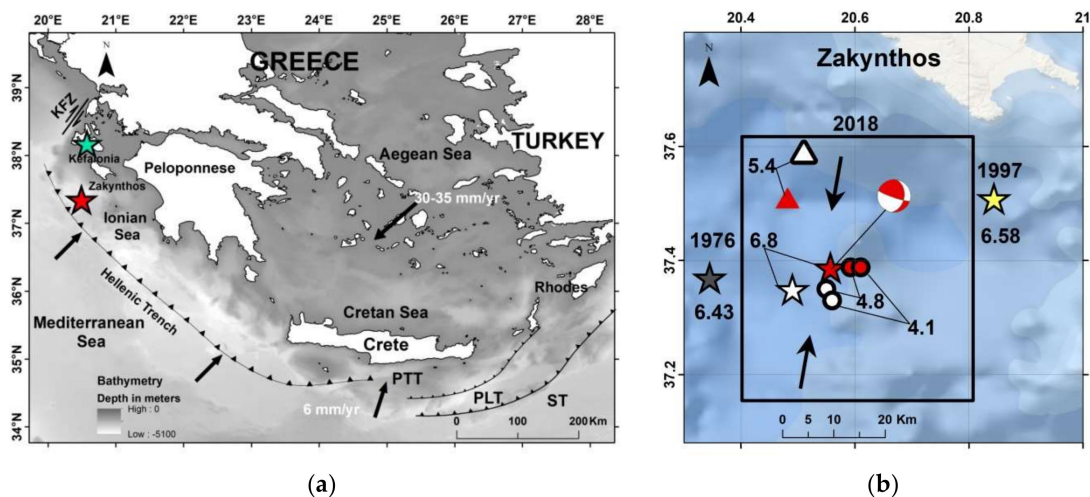 20°E 21°E 22°E 23°E 24°E 25°E 26°E 27°E 28°E
39°N
38°N
37°N
36°N
35°N
34°N
N
GREECE
TURKEY
KFZ
Kefalonia
Peloponnese
Aegean Sea
Zakynthos
30-35 mm/yr
Ionian
Sea
Hellenic Trench
Rhodes
Mediterranean
Sea
Cretan Sea
Crete
PTT
PLT
ST
6 mm/yr
Bathymetry
Depth in meters
High : 0
Low : -5100
0 100 200 Km
(a)
20.4 20.6 20.8 21
37.6
37.4
37.2
N
Zakynthos
2018
5.4
1997
6.58
1976
6.43
6.8
4.8
4.1
0 5 10 20 Km
(b)